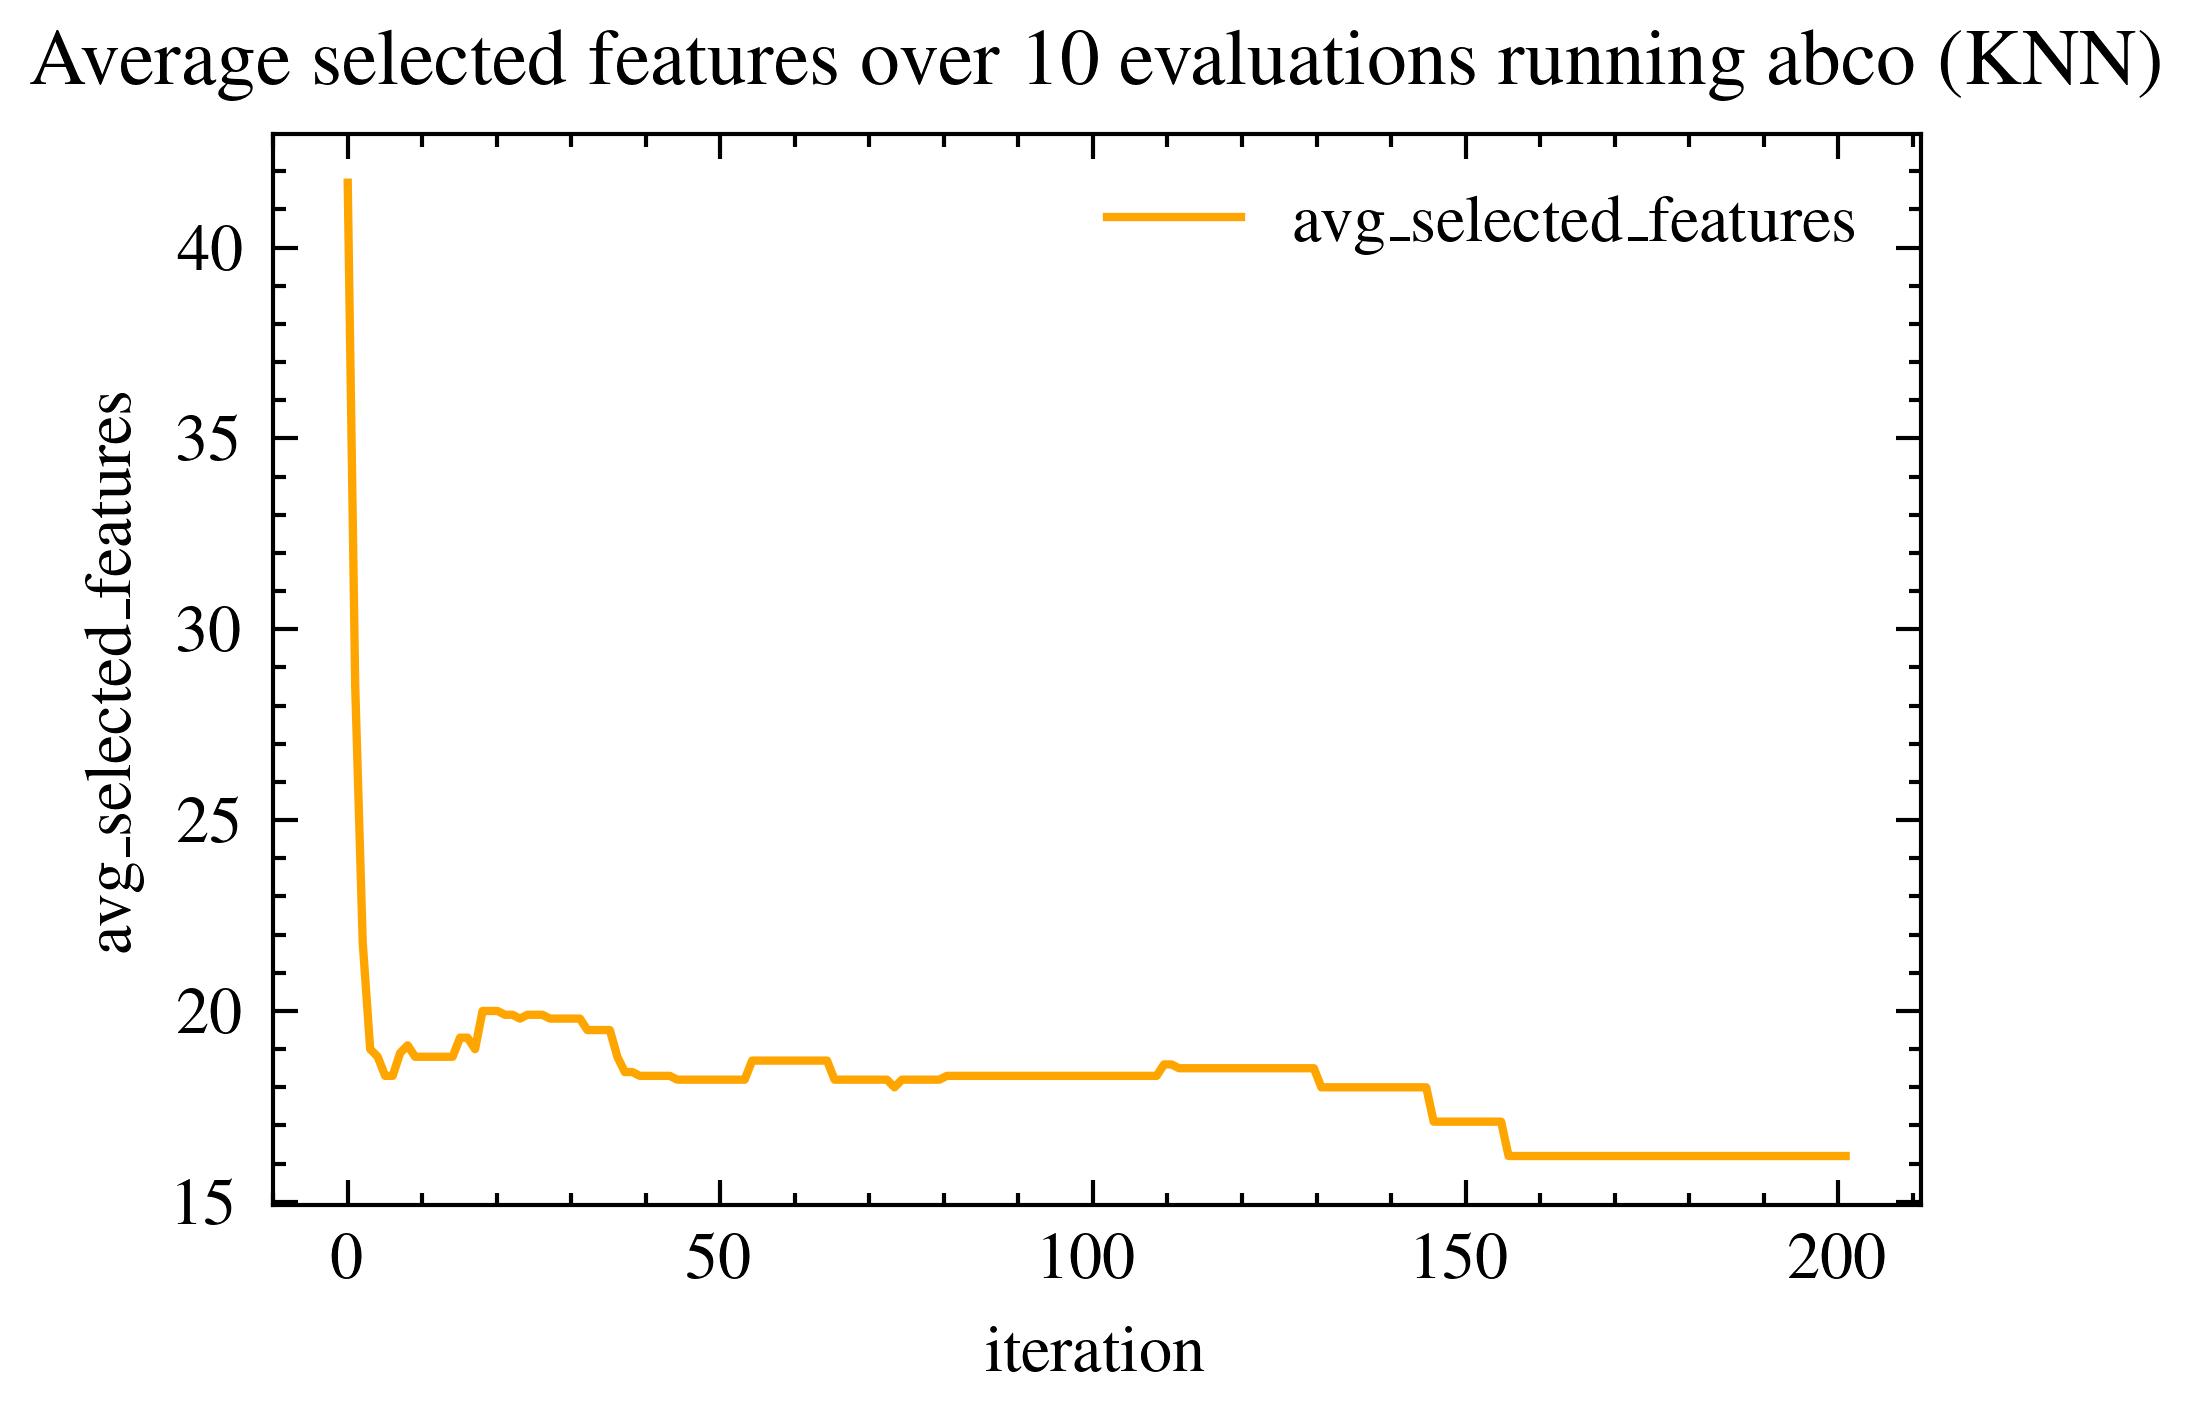 Average selected features over 10 evaluations running abco (KNN)
avg_selected_features
avg_selected_features
40
35
30
25
20
15
0 50 100 150 200
iteration